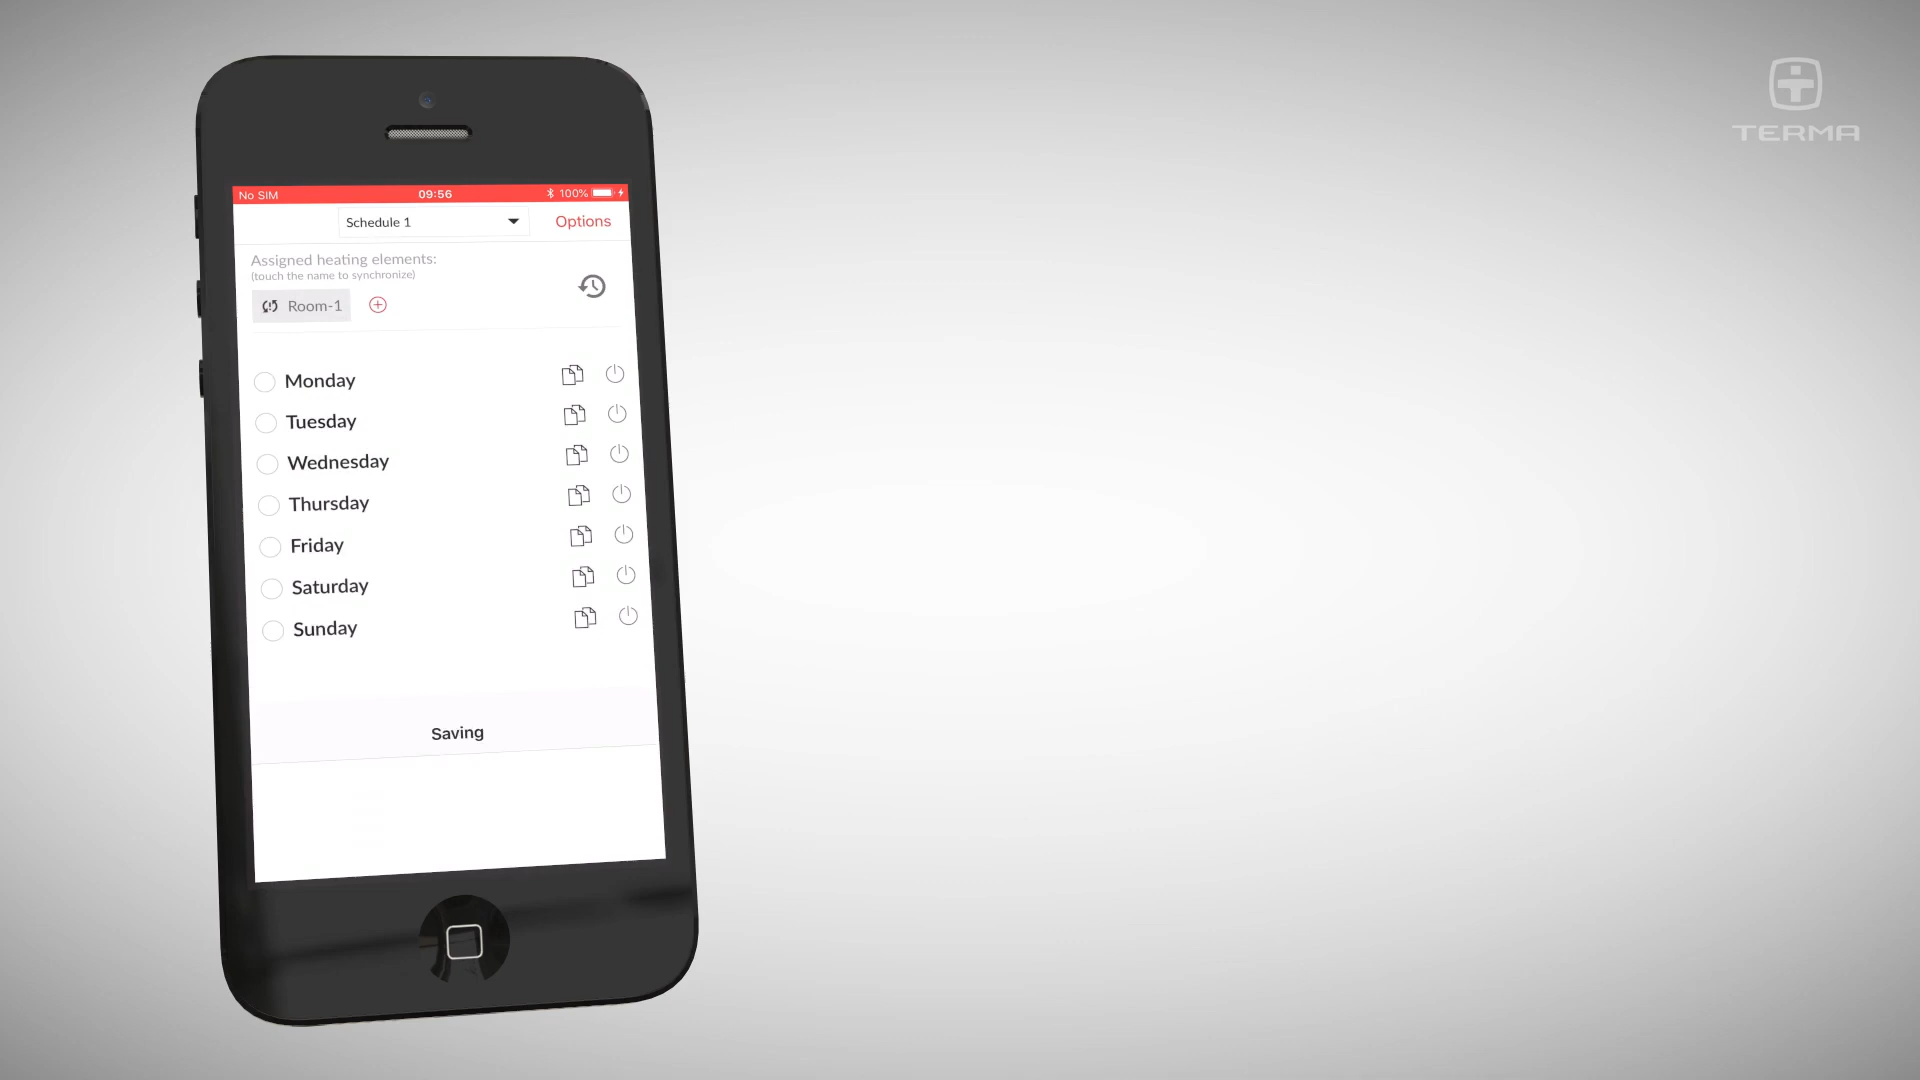 TERMA
No SIM 09:56 100%
Schedule 1 Options
Assigned heating elements:
(touch the name to synchronize)
Room-1
Monday
Tuesday
Wednesday
Thursday
Friday
Saturday
Sunday
Saving